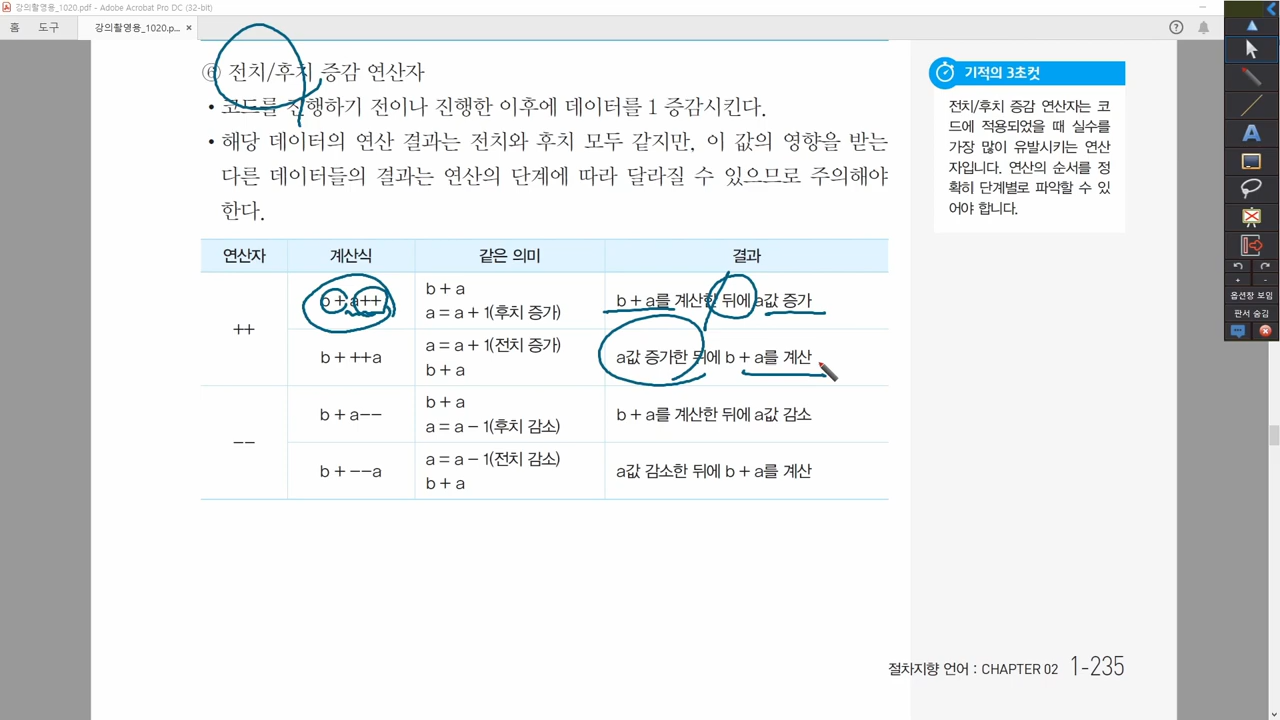 강의촬영용_1020.pdf - Adobe Acrobat Pro DC (32-bit)
홈 도구 강의촬영용_1020.p... ×
⑥ 전치/후치 증감 연산자
• 코드를 진행하기 전이나 진행한 이후에 데이터를 1 증감시킨다.
• 해당 데이터의 연산 결과는 전치와 후치 모두 같지만, 이 값의 영향을 받는
다른 데이터들의 결과는 연산의 단계에 따라 달라질 수 있으므로 주의해야
한다.
연산자 계산식 같은 의미 결과
++
b + a++
b + a
a = a + 1(후치 증가)
b + a를 계산한 뒤에 a값 증가
b + ++a
a = a + 1(전치 증가)
b + a
a값 증가한 뒤에 b + a를 계산
--
b + a--
b + a
a = a - 1(후치 감소)
b + a를 계산한 뒤에 a값 감소
b + --a
a = a - 1(전치 감소)
b + a
a값 감소한 뒤에 b + a를 계산
기적의 3초컷
전치/후치 증감 연산자는 코
드에 적용되었을 때 실수를
가장 많이 유발시키는 연산
자입니다. 연산의 순서를 정
확히 단계별로 파악할 수 있
어야 합니다.
절차지향 언어 : CHAPTER 02 1-235
A
+ -
옵션창 보임
판서 숨김